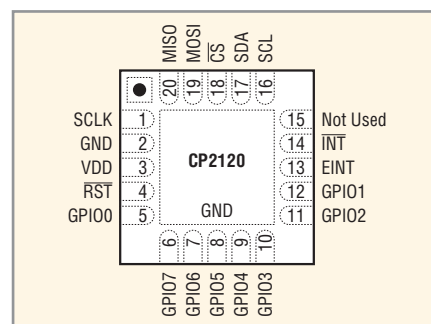 MISO
MOSI
CS
SDA
SCL
20
19
18
17
16
SCLK 1
GND 2
VDD 3
RST 4
GPIO0 5
CP2120
GND
15 Not Used
14 INT
13 EINT
12 GPIO1
11 GPIO2
6
7
8
9
10
GPIO7
GPIO6
GPIO5
GPIO4
GPIO3